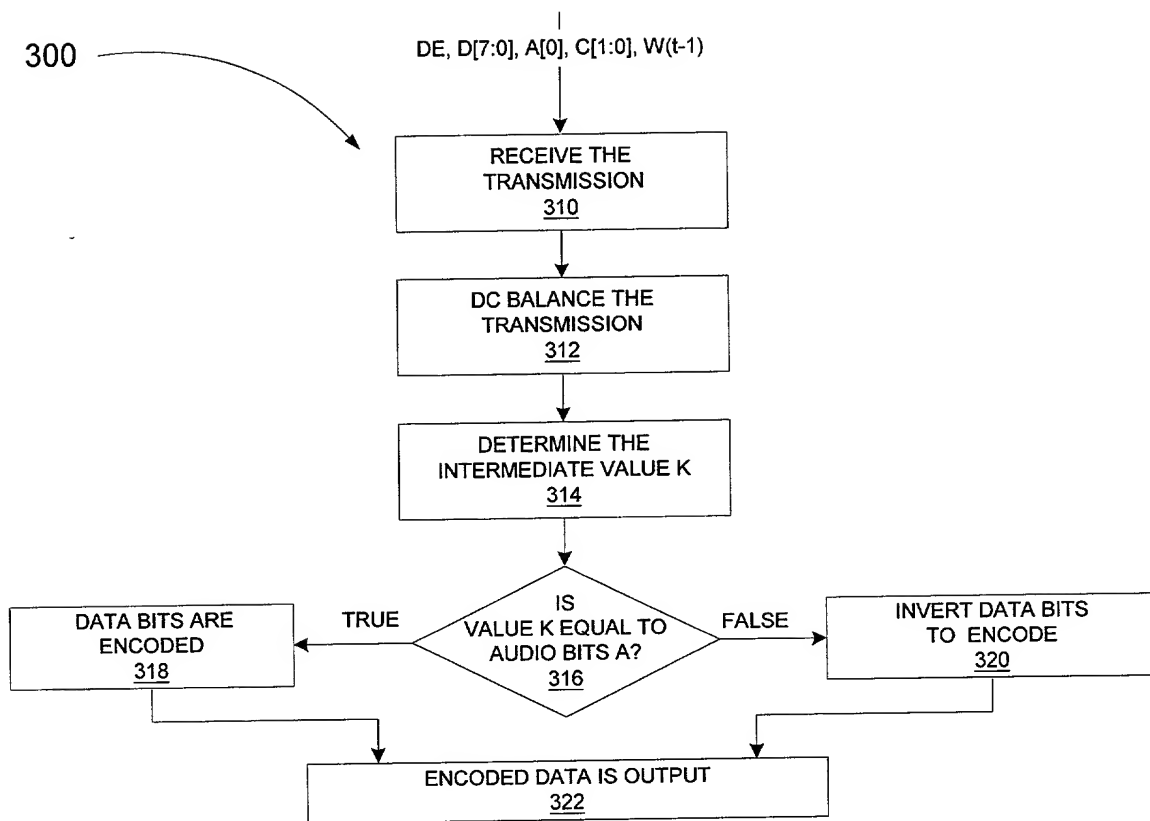 300
DE, D[7:0], A[0], C[1:0], W(t-1)
RECEIVE THE
TRANSMISSION
310
DC BALANCE THE
TRANSMISSION
312
DETERMINE THE
INTERMEDIATE VALUE K
314
IS
VALUE K EQUAL TO
AUDIO BITS A?
316
TRUE
FALSE
DATA BITS ARE
ENCODED
318
INVERT DATA BITS
TO ENCODE
320
ENCODED DATA IS OUTPUT
322